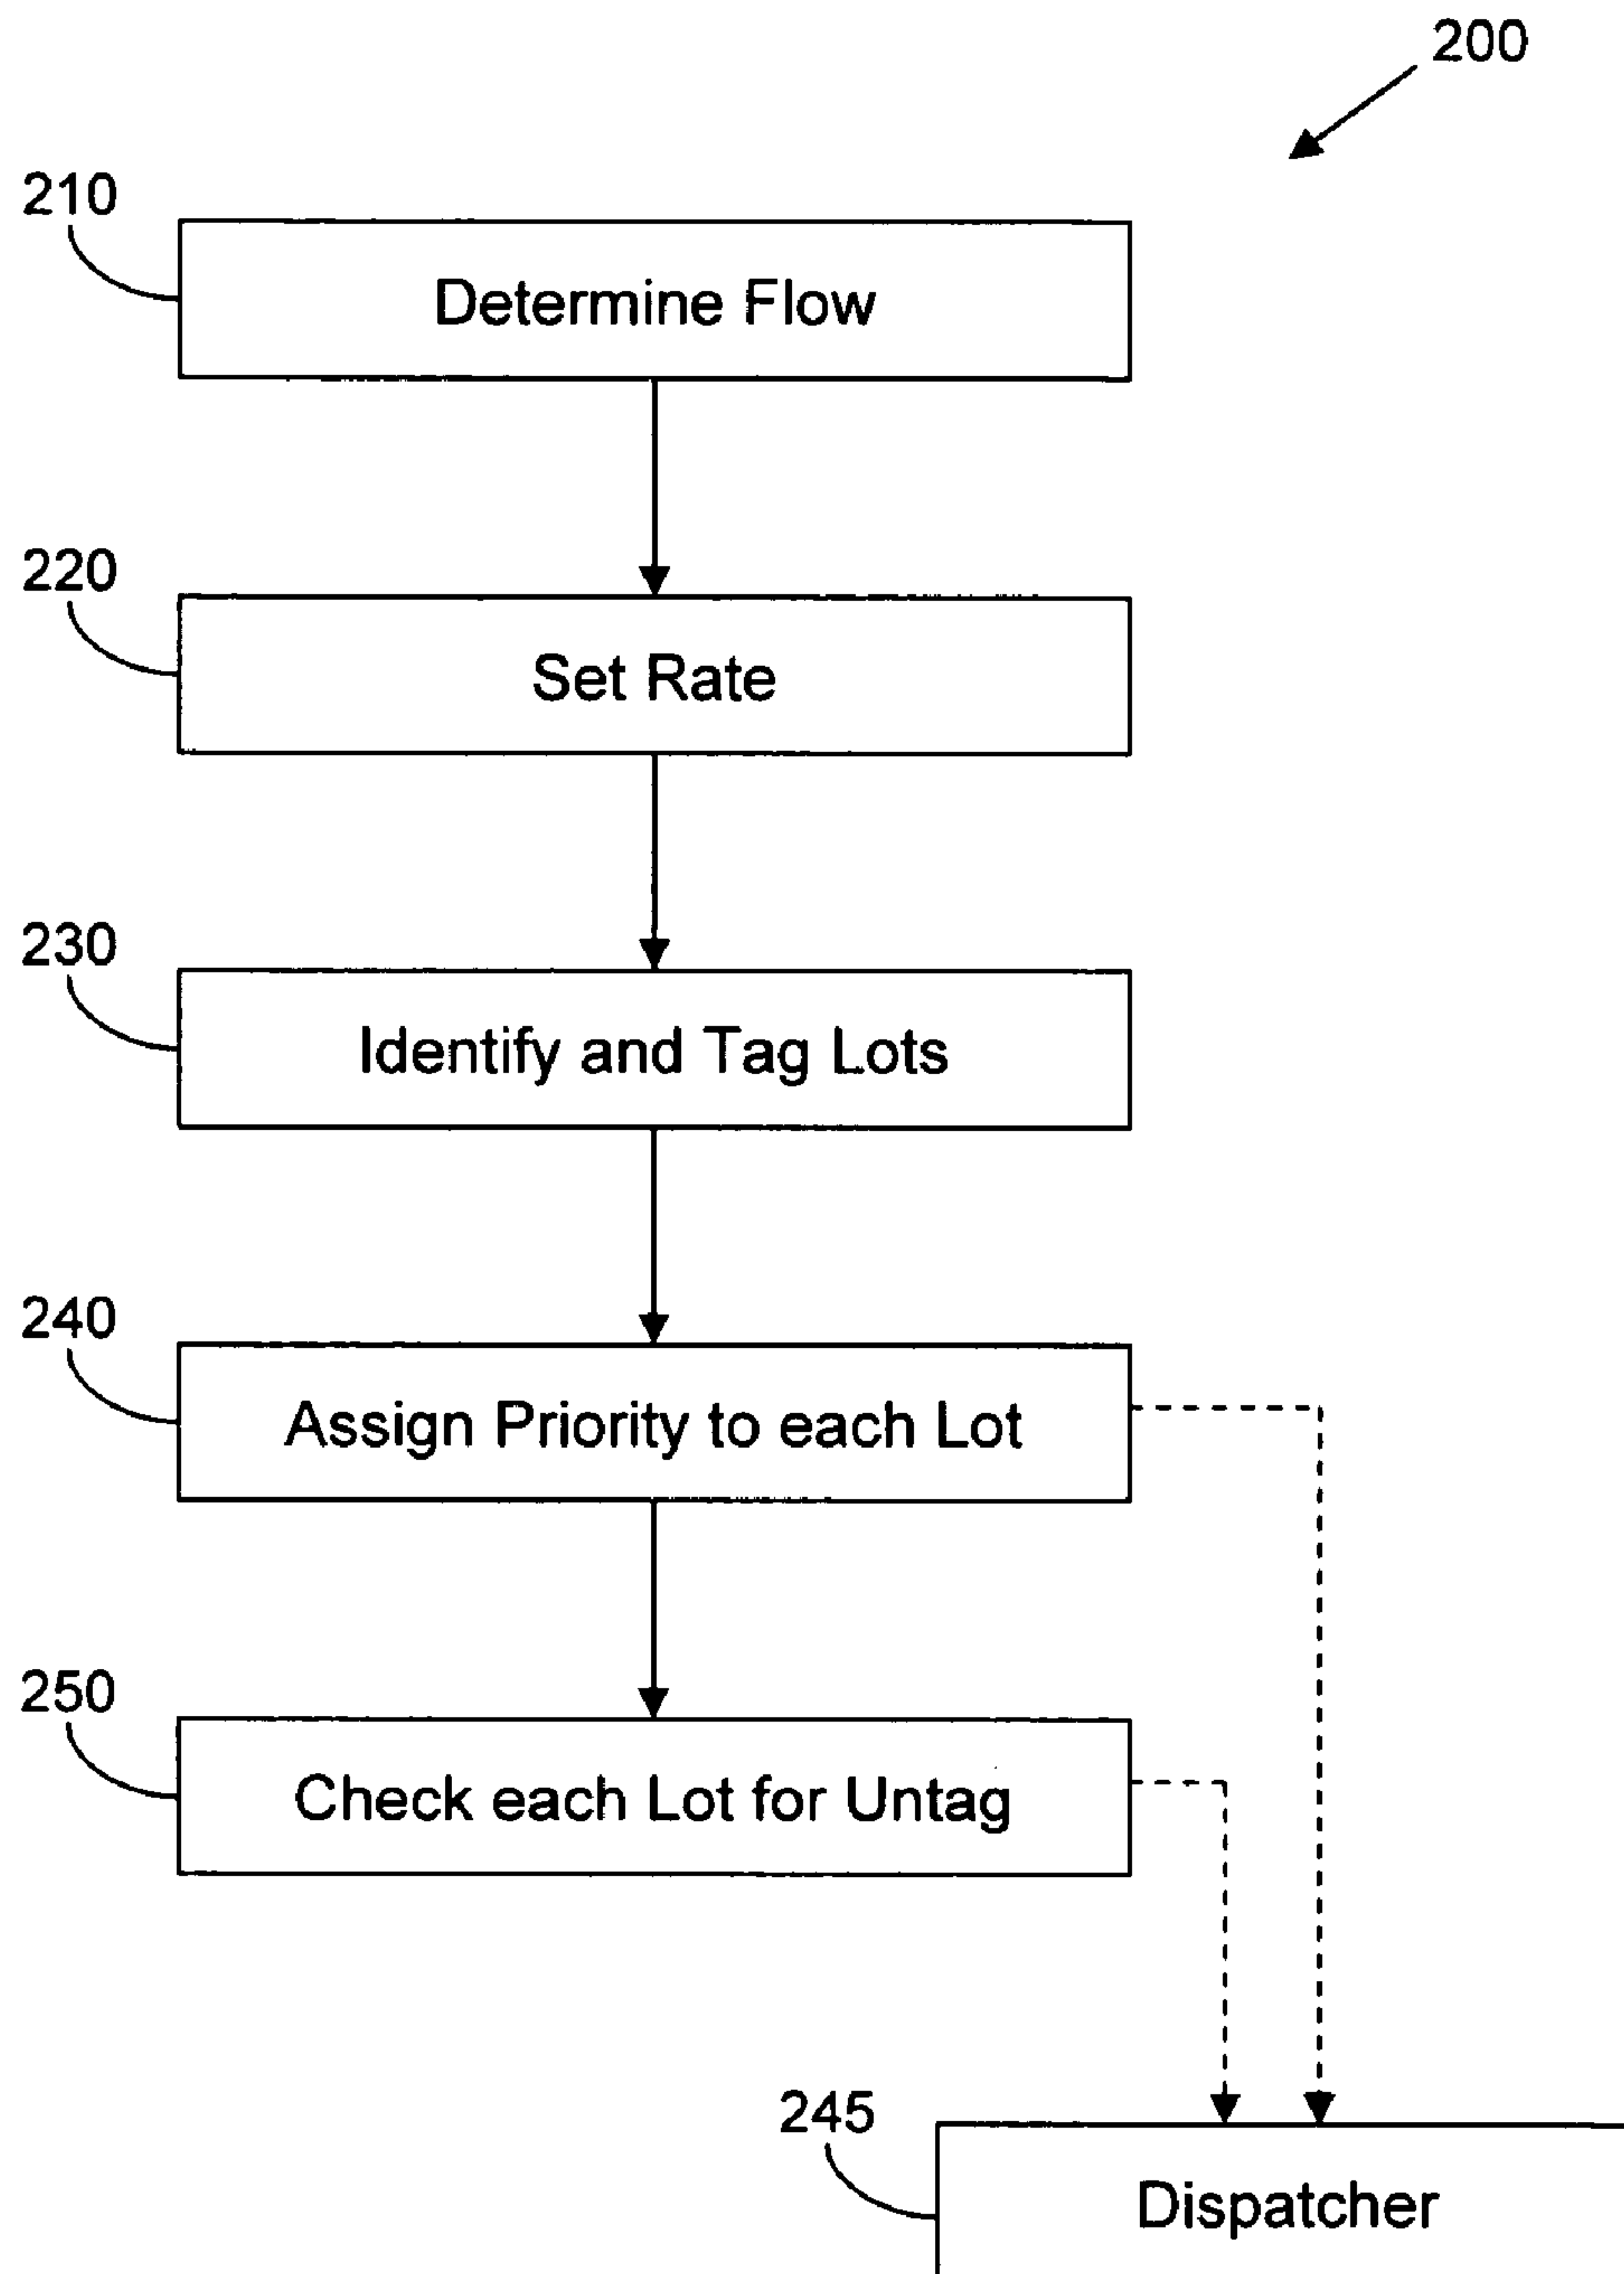 200
210
Determine Flow
220
Set Rate
230
Identify and Tag Lots
240
Assign Priority to each Lot
250
Check each Lot for Untag
245
Dispatcher